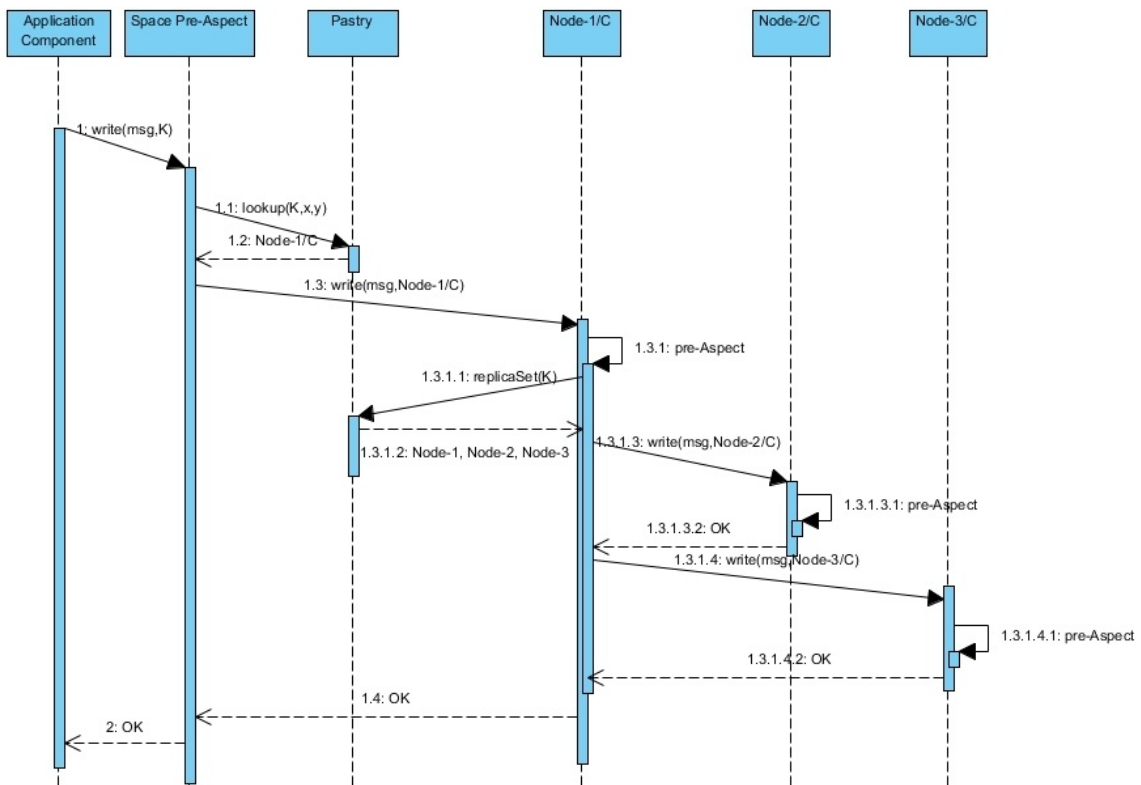 Application
Component
Space Pre-Aspect
Pastry
Node-1/C
Node-2/C
Node-3/C
1: write(msg,K)
1.1: lookup(K,x,y)
1.2: Node-1/C
1.3: write(msg,Node-1/C)
1.3.1: pre-Aspect
1.3.1.1: replicaSet(K)
1.3.1.2: Node-1, Node-2, Node-3
1.3.1.3: write(msg,Node-2/C)
1.3.1.3.1: pre-Aspect
1.3.1.3.2: OK
1.3.1.4: write(msg,Node-3/C)
1.3.1.4.1: pre-Aspect
1.3.1.4.2: OK
1.4: OK
2: OK